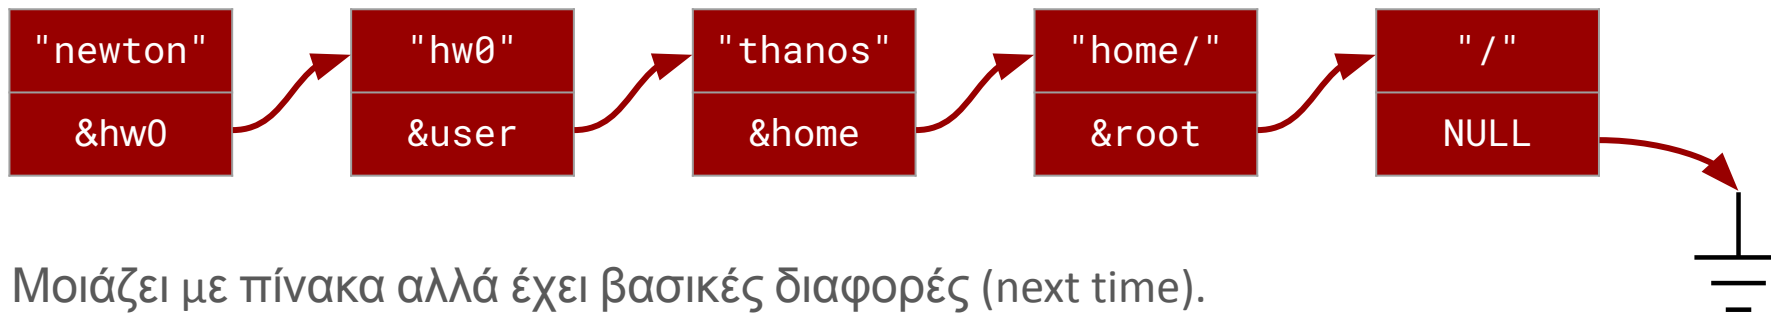 "newton" "hw0" "thanos" "home/" "/"
&hw0 &user &home &root NULL
Μοιάζει με πίνακα αλλά έχει βασικές διαφορές (next time).